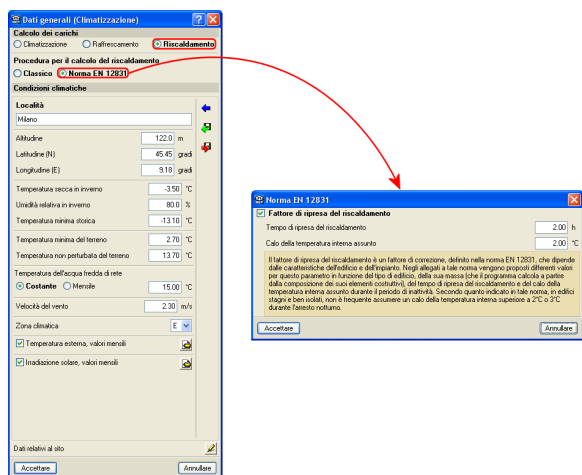 Dati generali (Climatizzazione)
Calcolo dei carichi
Climatizzazione Raffrescamento Riscaldamento
Procedura per il calcolo del riscaldamento
Classico Norma EN 12831
Condizioni climatiche
Località
Milano
Altitudine 122.0 m
Latitudine (N) 45.45 gradi
Longitudine (E) 9.18 gradi
Temperatura secca in inverno -3.50 °C
Umidità relativa in inverno 80.0 %
Temperatura minima storica -13.10 °C
Temperatura minima del terreno 2.70 °C
Temperatura non perturbata del terreno 13.70 °C
Temperatura dell'acqua fredda di rete
Costante Mensile 15.00 °C
Velocità del vento 2.30 m/s
Zona climatica E
Temperatura esterna, valori mensili
Irradiazione solare, valori mensili
Dati relativi al sito
Accettare Annullare
Norma EN 12831
Fattore di ripresa del riscaldamento
Tempo di ripresa del riscaldamento 2.00 h
Calo della temperatura interna assunto 2.00 °C
Il fattore di ripresa del riscaldamento è un fattore di correzione, definito nella norma EN 12831, che dipende
dalle caratteristiche dell'edificio e dell'impianto. Negli allegati a tale norma vengono proposti differenti valori
per questo parametro in funzione del tipo di edificio, della sua massa (che il programma calcola a partire
dalla composizione dei suoi elementi costruttivi), del tempo di ripresa del riscaldamento e del calo della
temperatura interna assunto durante il periodo di inattività. Secondo quanto indicato in tale norma, in edifici
stagni e ben isolati, non è frequente assumere un calo della temperatura interna superiore a 2°C o 3°C
durante l'arresto notturno.
Accettare Annullare